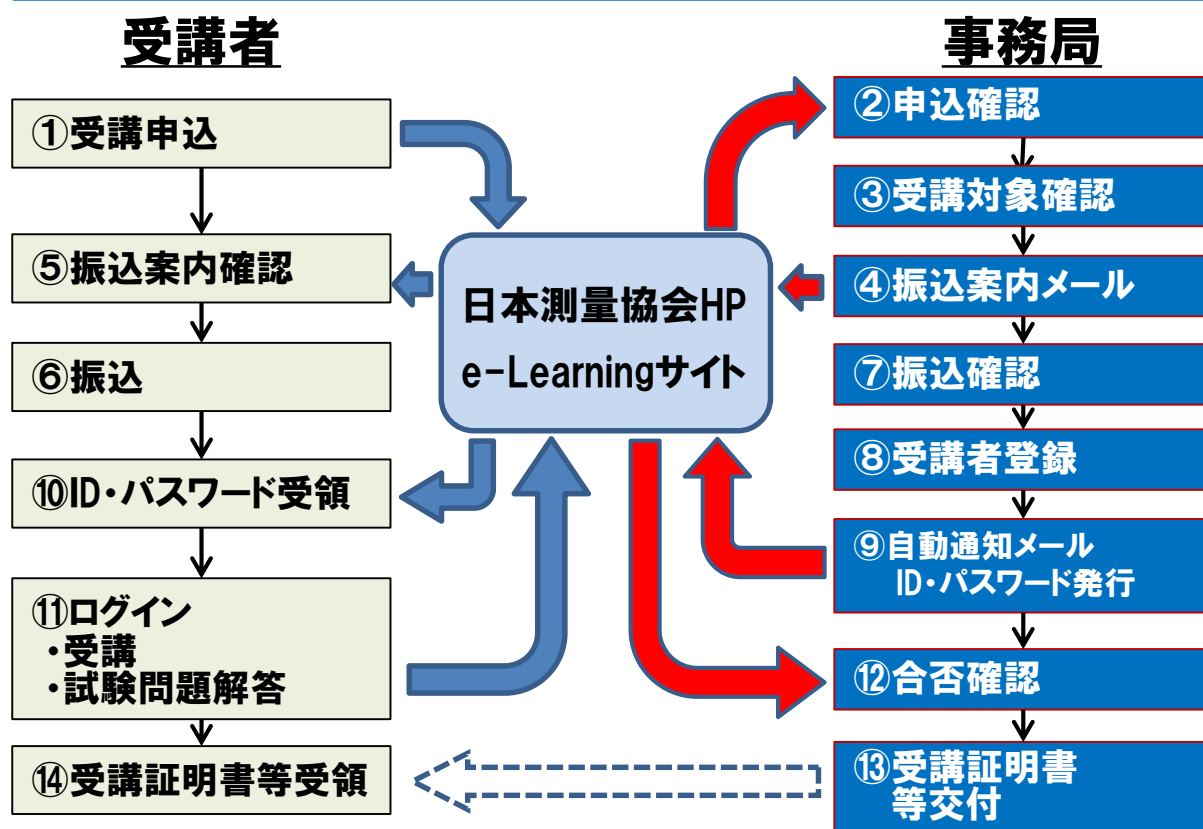 受講者
事務局
①受講申込
②申込確認
③受講対象確認
⑤振込案内確認
④振込案内メール
日本測量協会HP
e-Learningサイト
⑥振込
⑦振込確認
⑧受講者登録
⑩ID・パスワード受領
⑨自動通知メール
ID・パスワード発行
⑪ログイン
・受講
・試験問題解答
⑫合否確認
⑭受講証明書等受領
⑬受講証明書
等交付